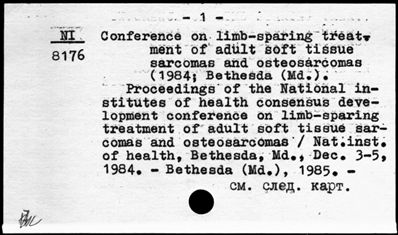 - 1 -
NI Conference on limb-sparing treat-
8176 ment of adult soft tissue
sarcomas and osteosarcomas
(1984; Bethesda (Md.).
Proceedings of the National in-
stitutes of health consensus deve-
lopment conference on limb-sparing
treatment of adult soft tissue sar-
comas and osteosarcomas / Nat.inst.
of health, Bethesda, Md., Dec. 3-5,
1984. - Bethesda (Md.), 1985. -
см. след. карт.